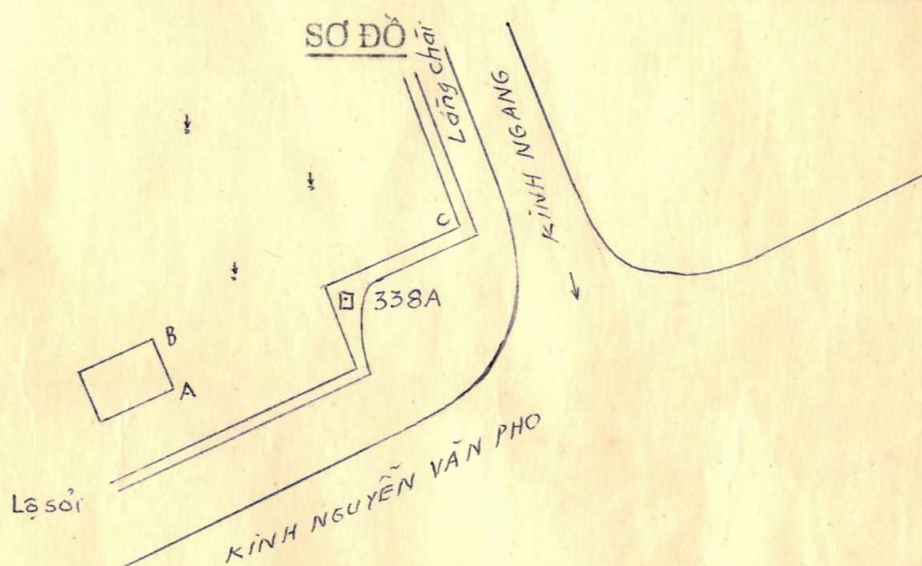 SƠ ĐỒ
Láng chài
KINH NGANG
C
338A
B
A
KINH NGUYỄN VĂN PHO
Lộ sỏi